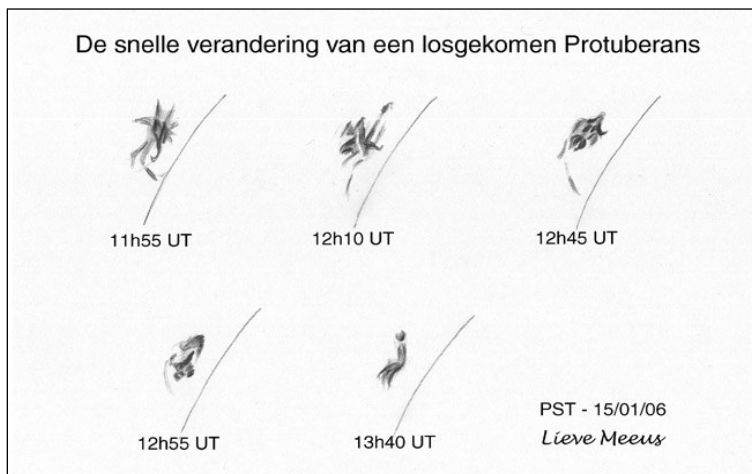 De snelle verandering van een losgekomen Protuberans
11h55 UT
12h10 UT
12h45 UT
12h55 UT
13h40 UT
PST - 15/01/06
Lieve Meeus